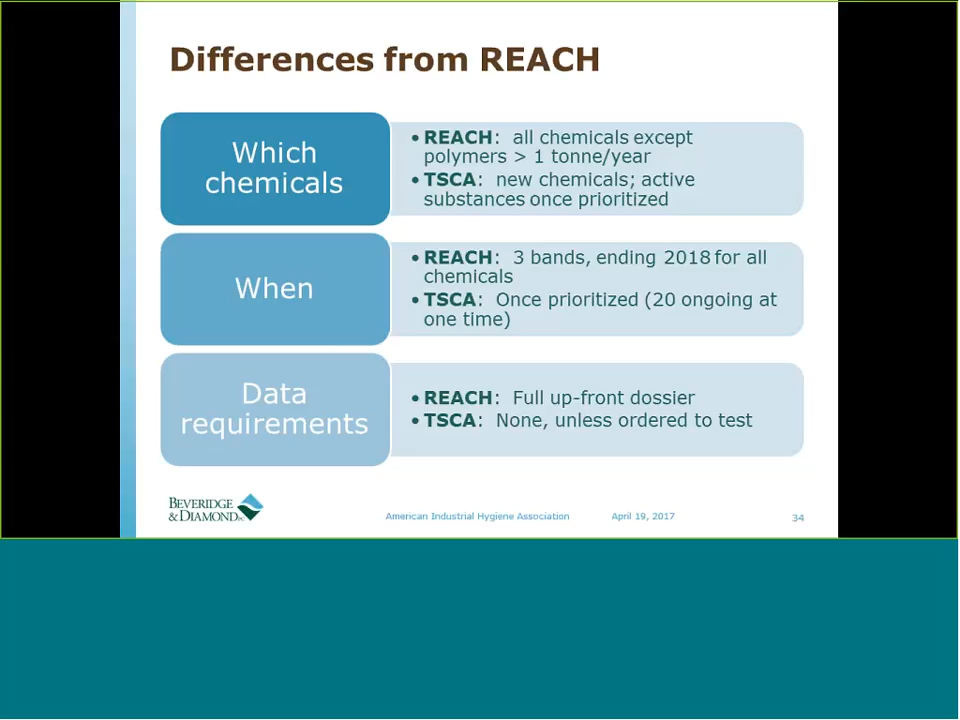 Differences from REACH
Which
chemicals
• REACH: all chemicals except
polymers > 1 tonne/year
• TSCA: new chemicals; active
substances once prioritized
When
• REACH: 3 bands, ending 2018 for all
chemicals
• TSCA: Once prioritized (20 ongoing at
one time)
Data
requirements
• REACH: Full up-front dossier
• TSCA: None, unless ordered to test
BEVERIDGE
& DIAMOND PC
American Industrial Hygiene Association
April 19, 2017
34